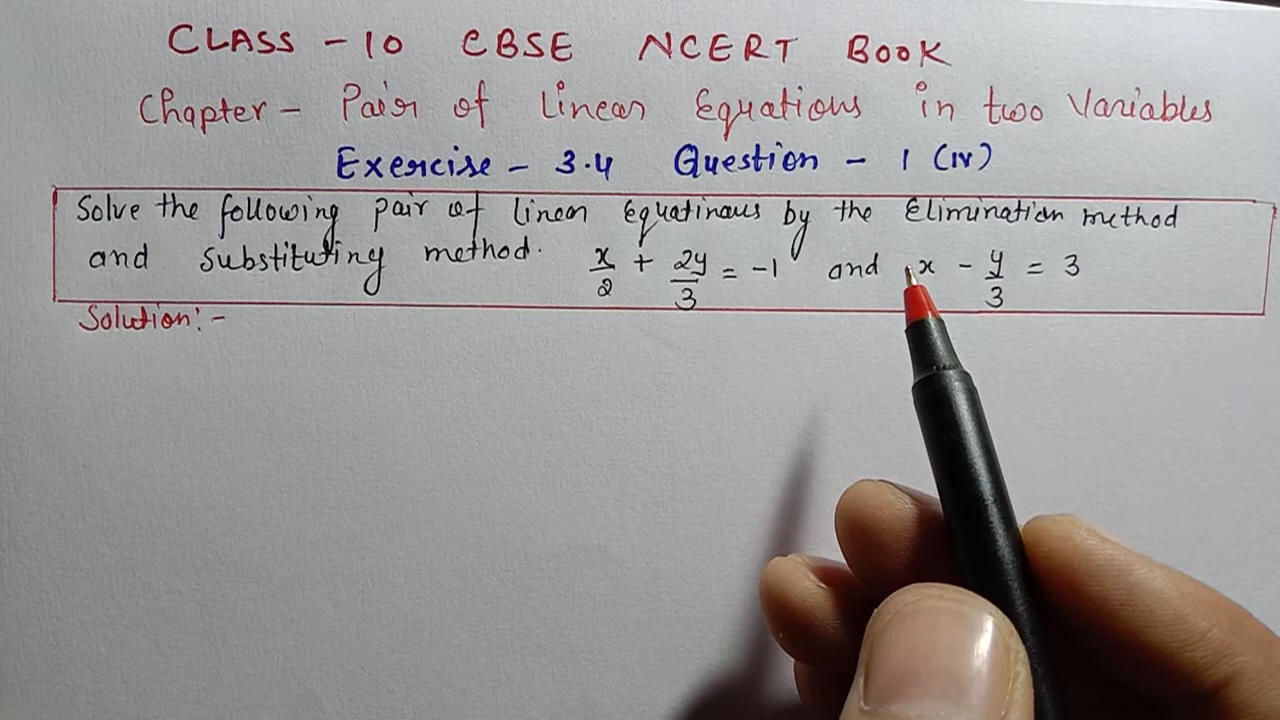 CLASS - 10 CBSE NCERT BOOK
Chapter - Pair of Linear Equations in two Variables
Exercise - 3.4 Question - 1 (IV)
Solve the following pair of linear Equatinous by the Elimination method
and substituting method. x/2 + 2y/3 = -1 and x - y/3 = 3
Solution:-